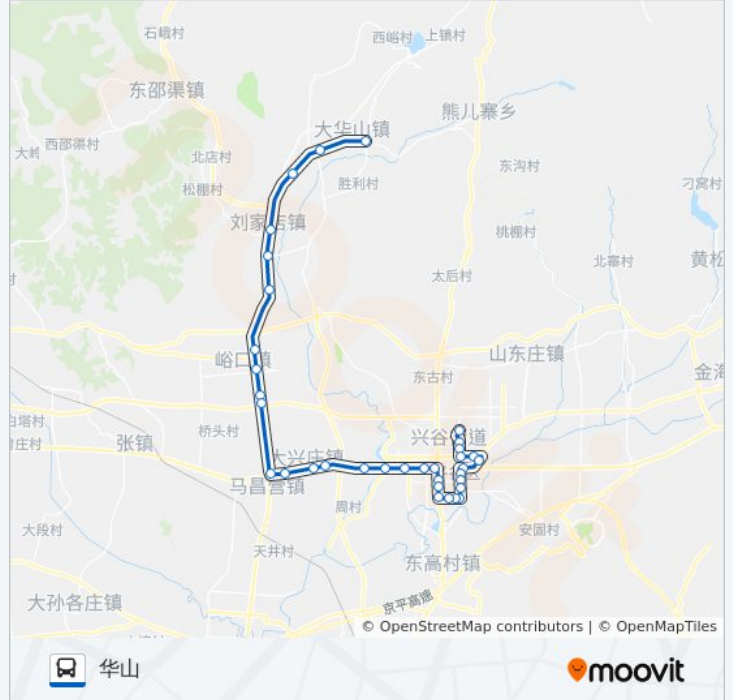 石峨村
西峪村
上镇村
东邵渠镇
熊儿寨乡
大华山镇
西邵渠村
大岭
北店村
东沟村
松棚村
胜利村
刁窝村
刘家店镇
桃棚村
北寨村
黄松
太后村
山东庄镇
峪口镇
金海
东古村
白塔村
桥头村
兴谷街道
张镇
大兴庄镇
马昌营镇
周村
大段村
安固村
天井村
东高村镇
大孙各庄镇
京平高速
© OpenStreetMap contributors | © OpenMapTiles
华山
moovit